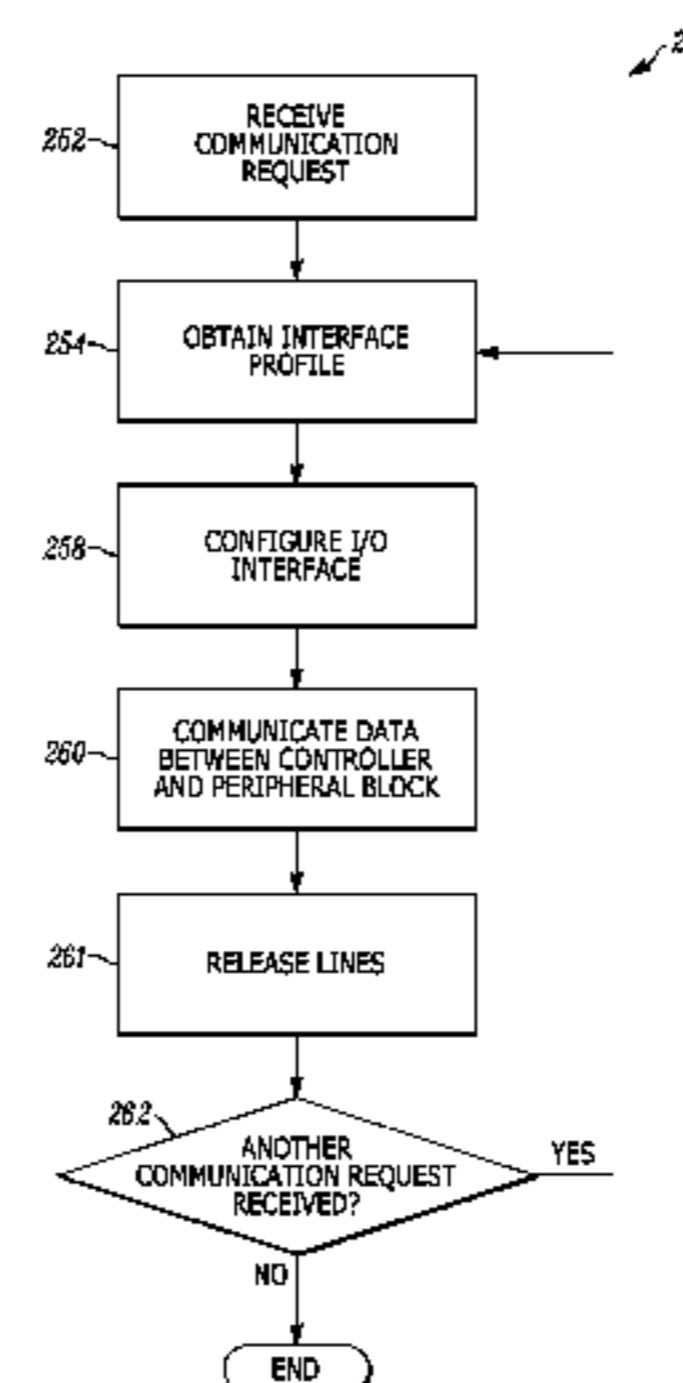 2
252
RECEIVE
COMMUNICATION
REQUEST
254
OBTAIN INTERFACE
PROFILE
258
CONFIGURE I/O
INTERFACE
260
COMMUNICATE DATA
BETWEEN CONTROLLER
AND PERIPHERAL BLOCK
261
RELEASE LINES
262
ANOTHER
COMMUNICATION REQUEST
RECEIVED?
YES
NO
END